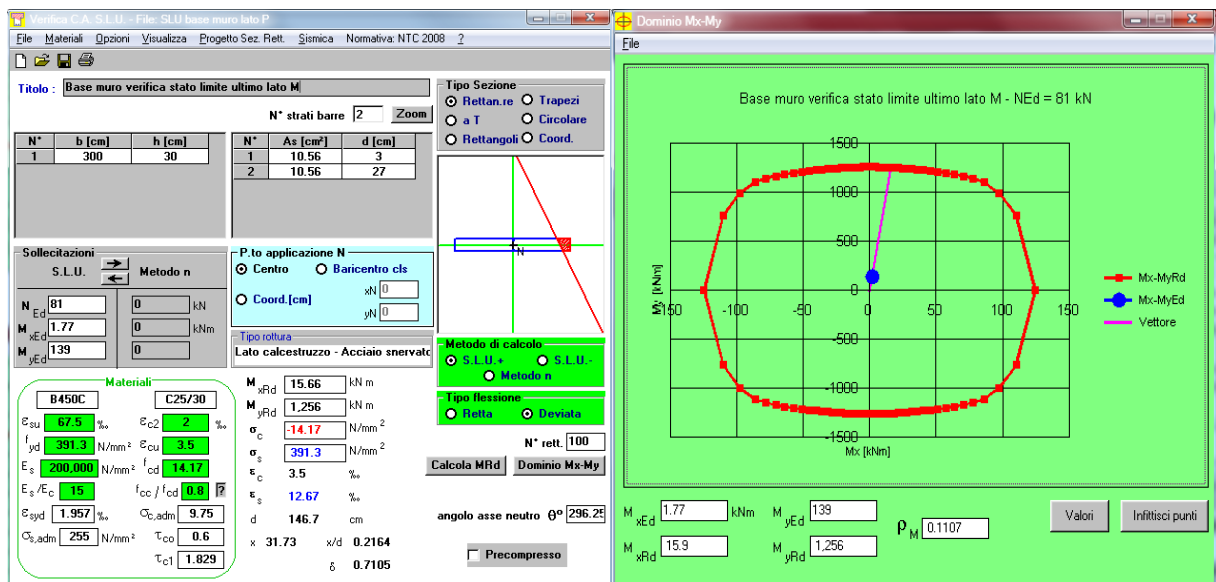 Verifica C.A. S.L.U. - File: SLU base muro lato P
File Materiali Opzioni Visualizza Progetto Sez. Rett. Sismica Normativa: NTC 2008 ?
Titolo : Base muro verifica stato limite ultimo lato M
N° strati barre 2 Zoom
N° b [cm] h [cm]
1 300 30
N° As [cm²] d [cm]
1 10.56 3
2 10.56 27
Tipo Sezione
Rettan.re Trapezi
a T Circolare
Rettangoli Coord.
N
Sollecitazioni
S.L.U. Metodo n
N Ed 81 0 kN
M xEd 1.77 0 kNm
M yEd 139 0
P.to applicazione N
Centro Baricentro cls
Coord.[cm] xN 0
yN 0
Tipo rottura
Lato calcestruzzo - Acciaio snervato
Metodo di calcolo
S.L.U.+ S.L.U.-
Metodo n
Tipo flessione
Retta Deviata
N° rett. 100
Calcola MRd Dominio Mx-My
angolo asse neutro θ° 296.25
Precompresso
Materiali
B450C C25/30
εsu 67.5 ‰ εc2 2 ‰
fyd 391.3 N/mm² εcu 3.5
Es 200,000 N/mm² fcd 14.17
Es/Ec 15 fcc / fcd 0.8 ?
εsyd 1.957 ‰ σc,adm 9.75
σs,adm 255 N/mm² τco 0.6
τc1 1.829
M xRd 15.66 kN m
M yRd 1,256 kN m
σc -14.17 N/mm²
σs 391.3 N/mm²
εc 3.5 ‰
εs 12.67 ‰
d 146.7 cm
x 31.73 x/d 0.2164
δ 0.7105
Dominio Mx-My
File
Base muro verifica stato limite ultimo lato M - NEd = 81 kN
1500
1000
500
0
-500
-1000
-1500
-150 -100 -50 0 50 100 150
My [kNm]
Mx [kNm]
Mx-MyRd
Mx-MyEd
Vettore
M xEd 1.77 kNm M yEd 139
M xRd 15.9 M yRd 1,256
ρM 0.1107
Valori Infittisci punti